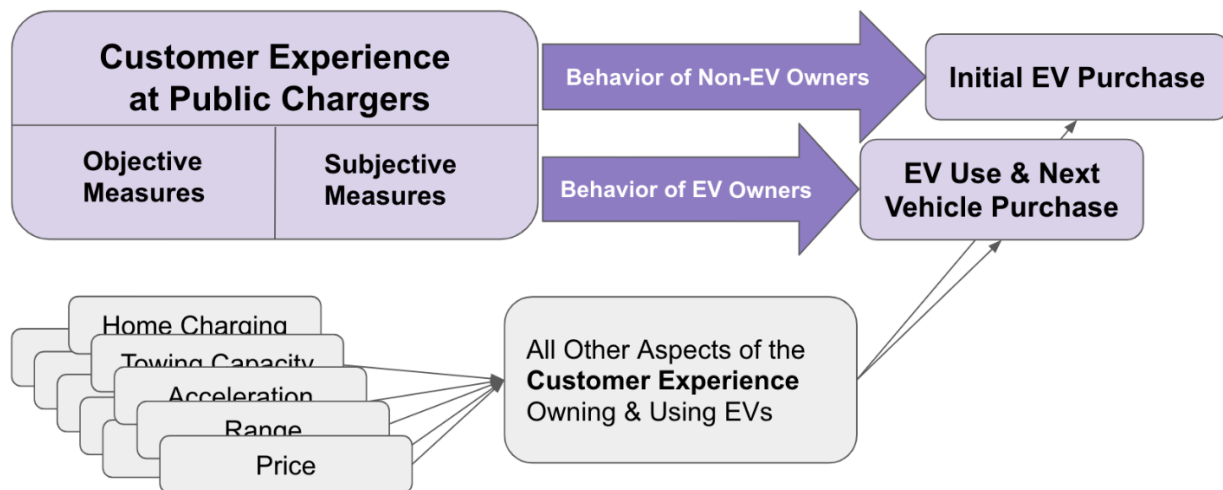 Customer Experience
at Public Chargers
Objective
Measures
Subjective
Measures
Behavior of Non-EV Owners
Behavior of EV Owners
Initial EV Purchase
EV Use & Next
Vehicle Purchase
Home Charging
Towing Capacity
Acceleration
Range
Price
All Other Aspects of the
Customer Experience
Owning & Using EVs